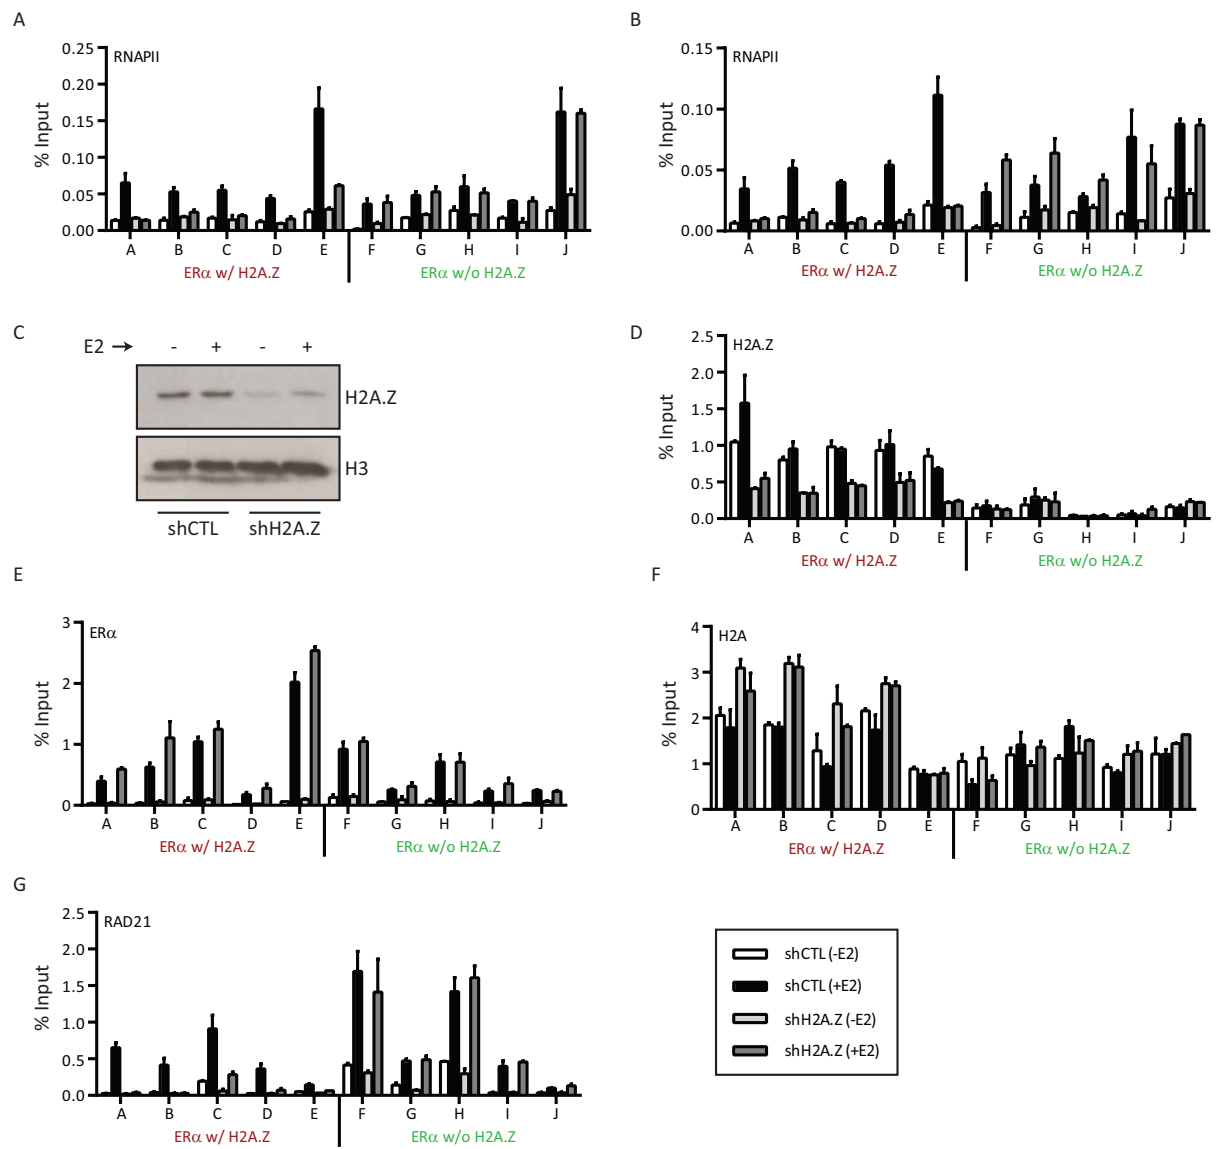 A
RNAPII
0.25
0.20
0.15
0.10
0.05
0.00
% Input
A B C D E F G H I J
ERα w/ H2A.Z ERα w/o H2A.Z
B
RNAPII
0.15
0.10
0.05
0.00
% Input
A B C D E F G H I J
ERα w/ H2A.Z ERα w/o H2A.Z
C
E2 → - + - +
H2A.Z
H3
shCTL shH2A.Z
D
H2A.Z
2.5
2.0
1.5
1.0
0.5
0.0
% Input
A B C D E F G H I J
ERα w/ H2A.Z ERα w/o H2A.Z
E
ERα
3
2
1
0
% Input
A B C D E F G H I J
ERα w/ H2A.Z ERα w/o H2A.Z
F
H2A
4
3
2
1
0
% Input
A B C D E F G H I J
ERα w/ H2A.Z ERα w/o H2A.Z
G
RAD21
2.5
2.0
1.5
1.0
0.5
0.0
% Input
A B C D E F G H I J
ERα w/ H2A.Z ERα w/o H2A.Z
shCTL (-E2)
shCTL (+E2)
shH2A.Z (-E2)
shH2A.Z (+E2)